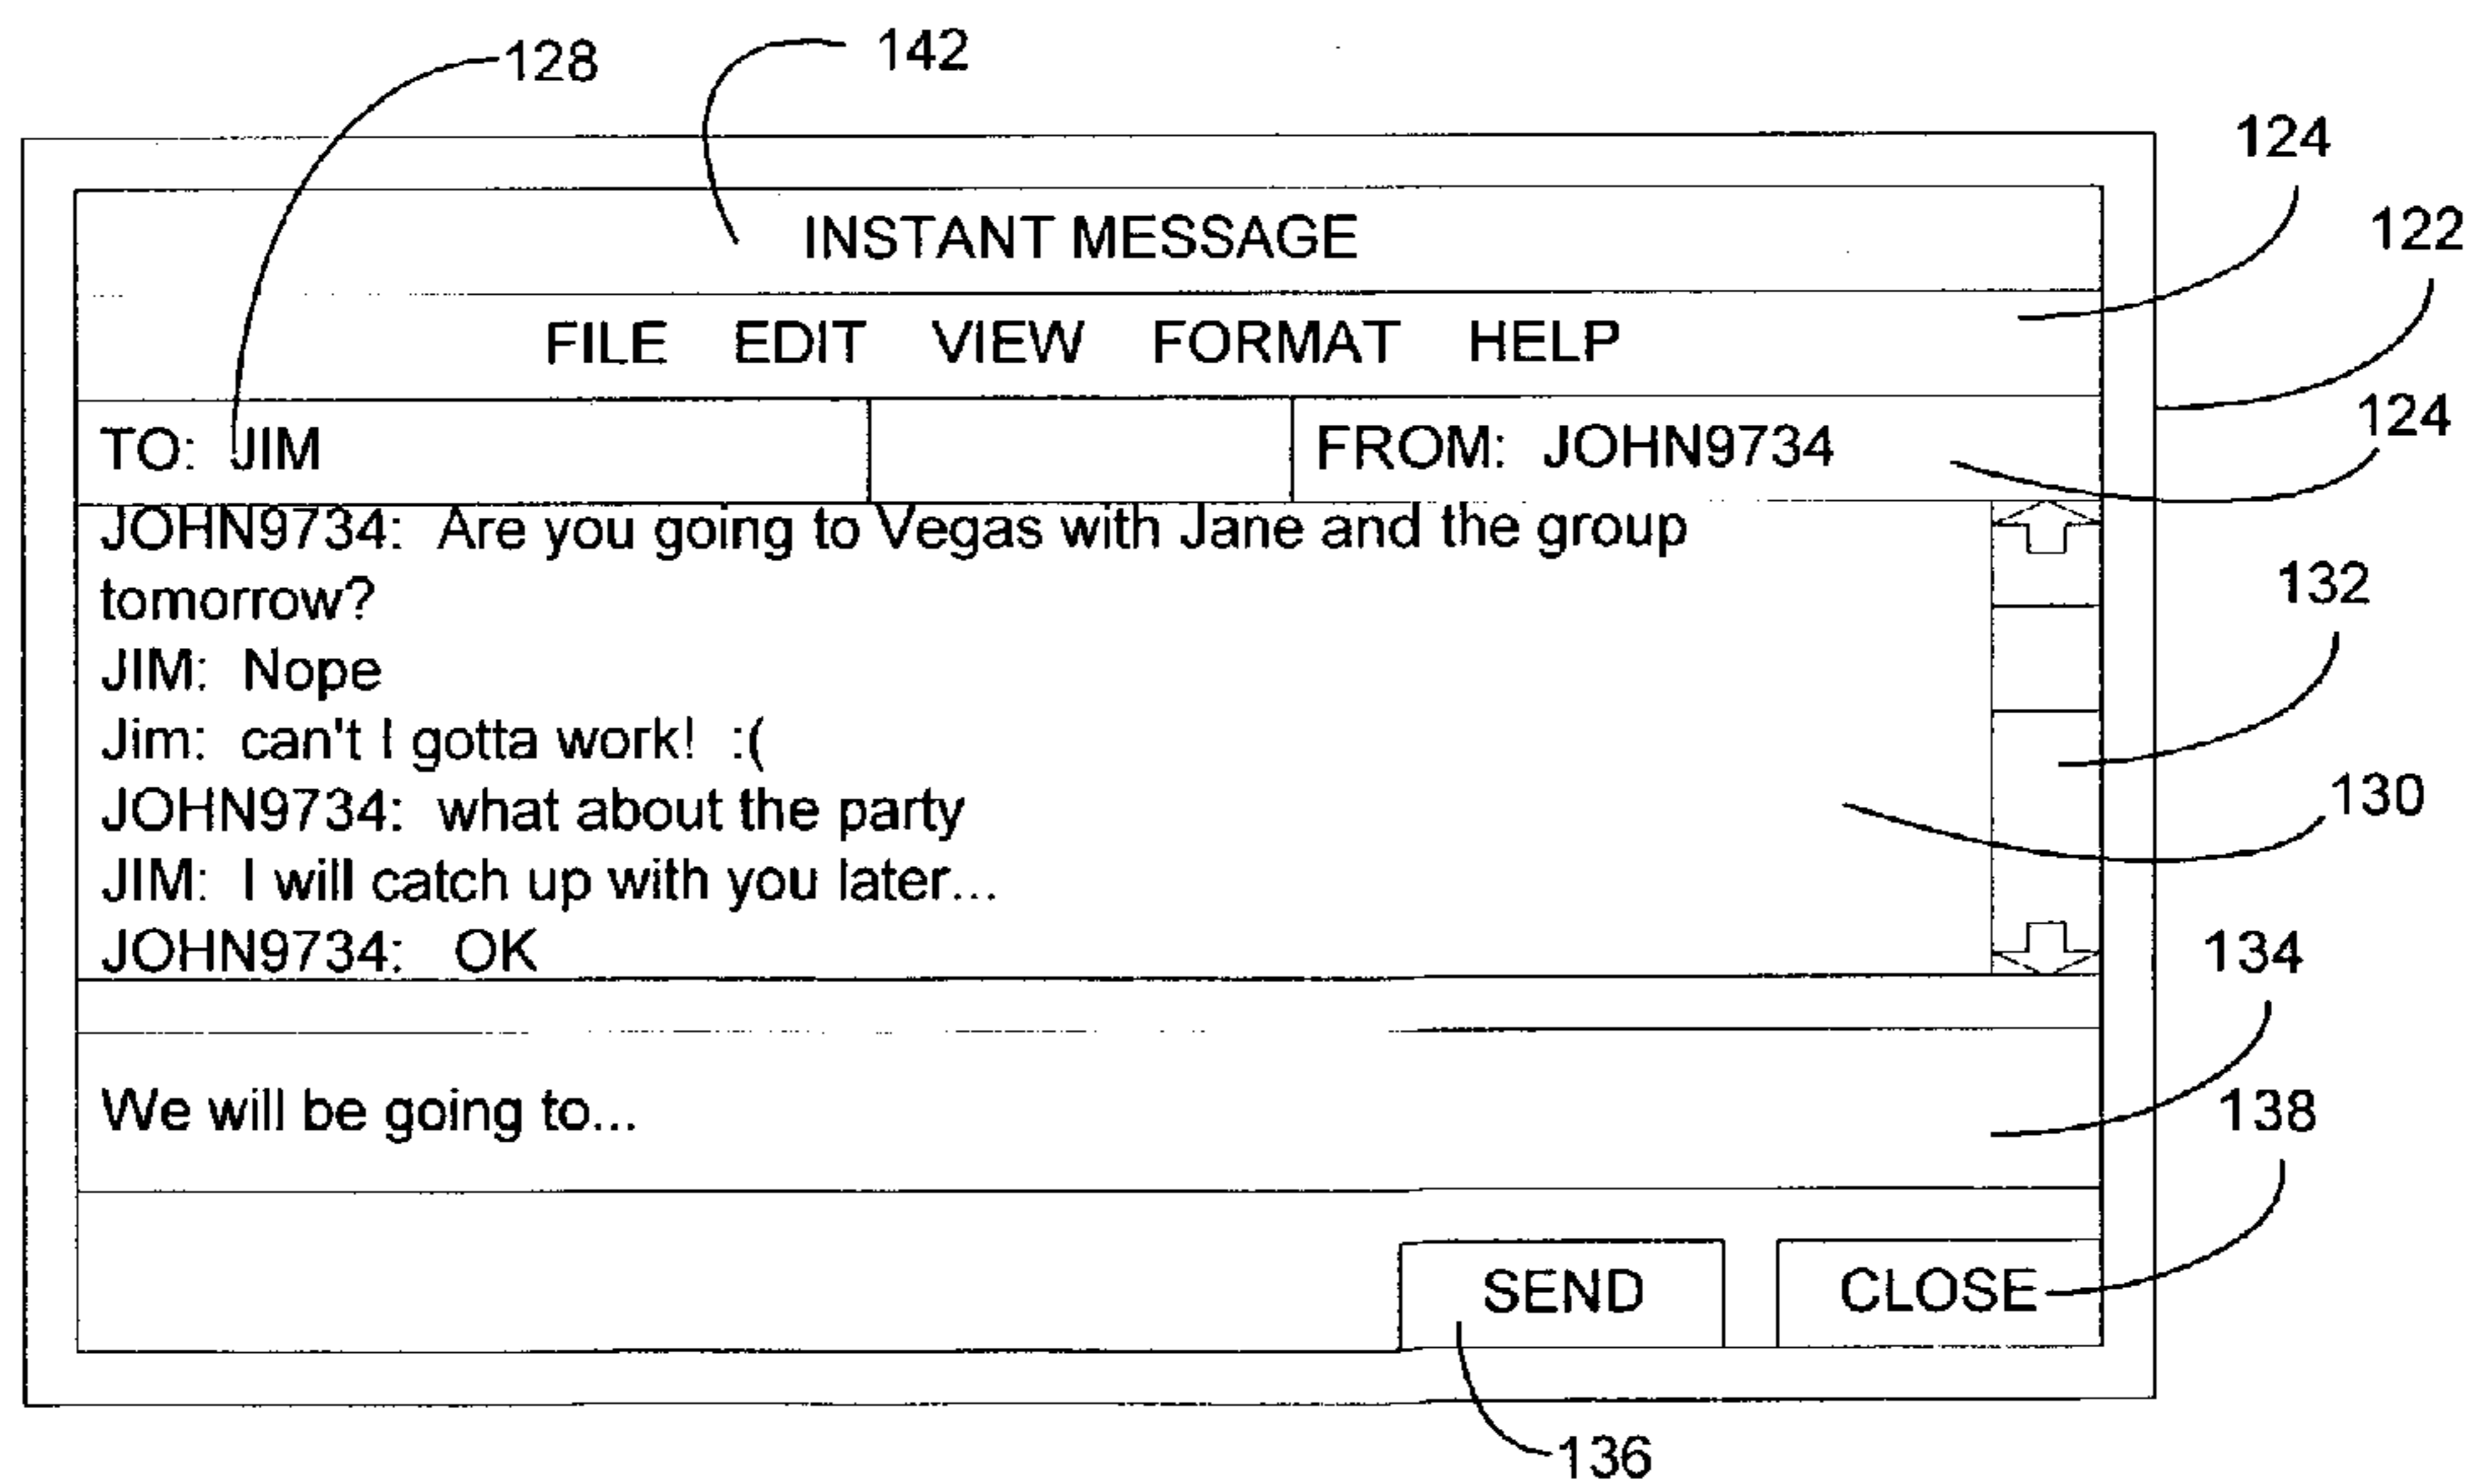 128
142
124
INSTANT MESSAGE
122
FILE EDIT VIEW FORMAT HELP
124
TO: JIM
FROM: JOHN9734
JOHN9734: Are you going to Vegas with Jane and the group
tomorrow?
132
JIM: Nope
Jim: can't I gotta work! :(
JOHN9734: what about the party
130
JIM: I will catch up with you later...
JOHN9734: OK
134
We will be going to...
138
SEND
CLOSE
136